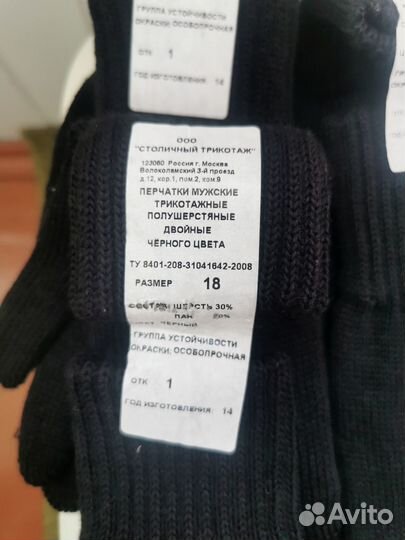 ГРУППА УСТОЙЧИВОСТИ
ОКРАСКИ; ОСОБОПРОЧНАЯ
ОТК 1
ГОД ИЗГОТОВЛЕНИЯ: 14
ООО
"СТОЛИЧНЫЙ ТРИКОТАЖ"
123060 Россия г. Москва
Волоколамский 3-й проезд
д.12, кор.1, пом.2, ком.9
ПЕРЧАТКИ МУЖСКИЕ
ТРИКОТАЖНЫЕ
ПОЛУШЕРСТЯНЫЕ
ДВОЙНЫЕ
ЧЁРНОГО ЦВЕТА
ТУ 8401-208-31041642-2008
РАЗМЕР 18
ШЕРСТЬ 30%
ПАН
ЧЕРНЫЙ
ГРУППА УСТОЙЧИВОСТИ
ОКРАСКИ; ОСОБОПРОЧНАЯ
ОТК 1
ГОД ИЗГОТОВЛЕНИЯ: 14
Avito